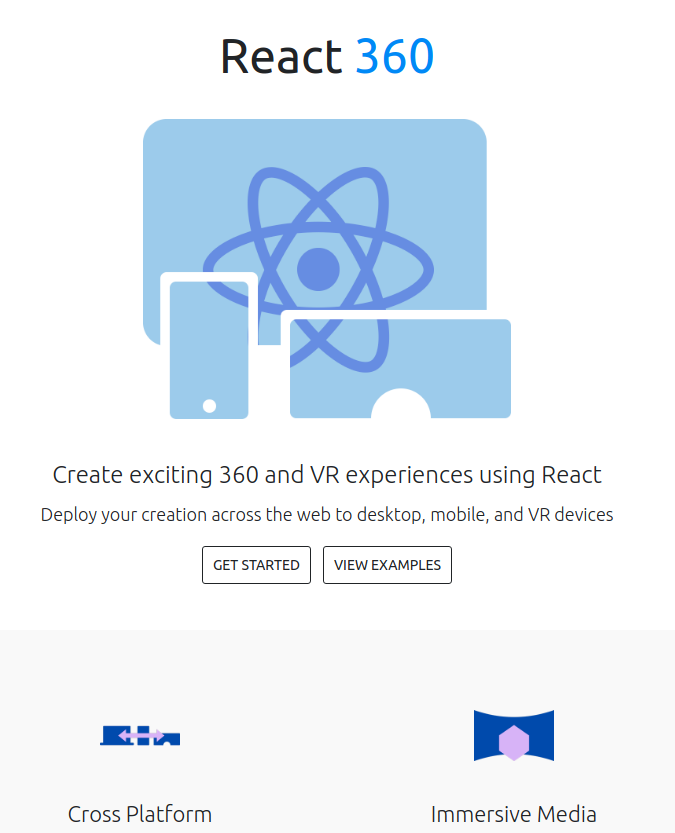 React 360
Create exciting 360 and VR experiences using React
Deploy your creation across the web to desktop, mobile, and VR devices
GET STARTED VIEW EXAMPLES
Cross Platform Immersive Media